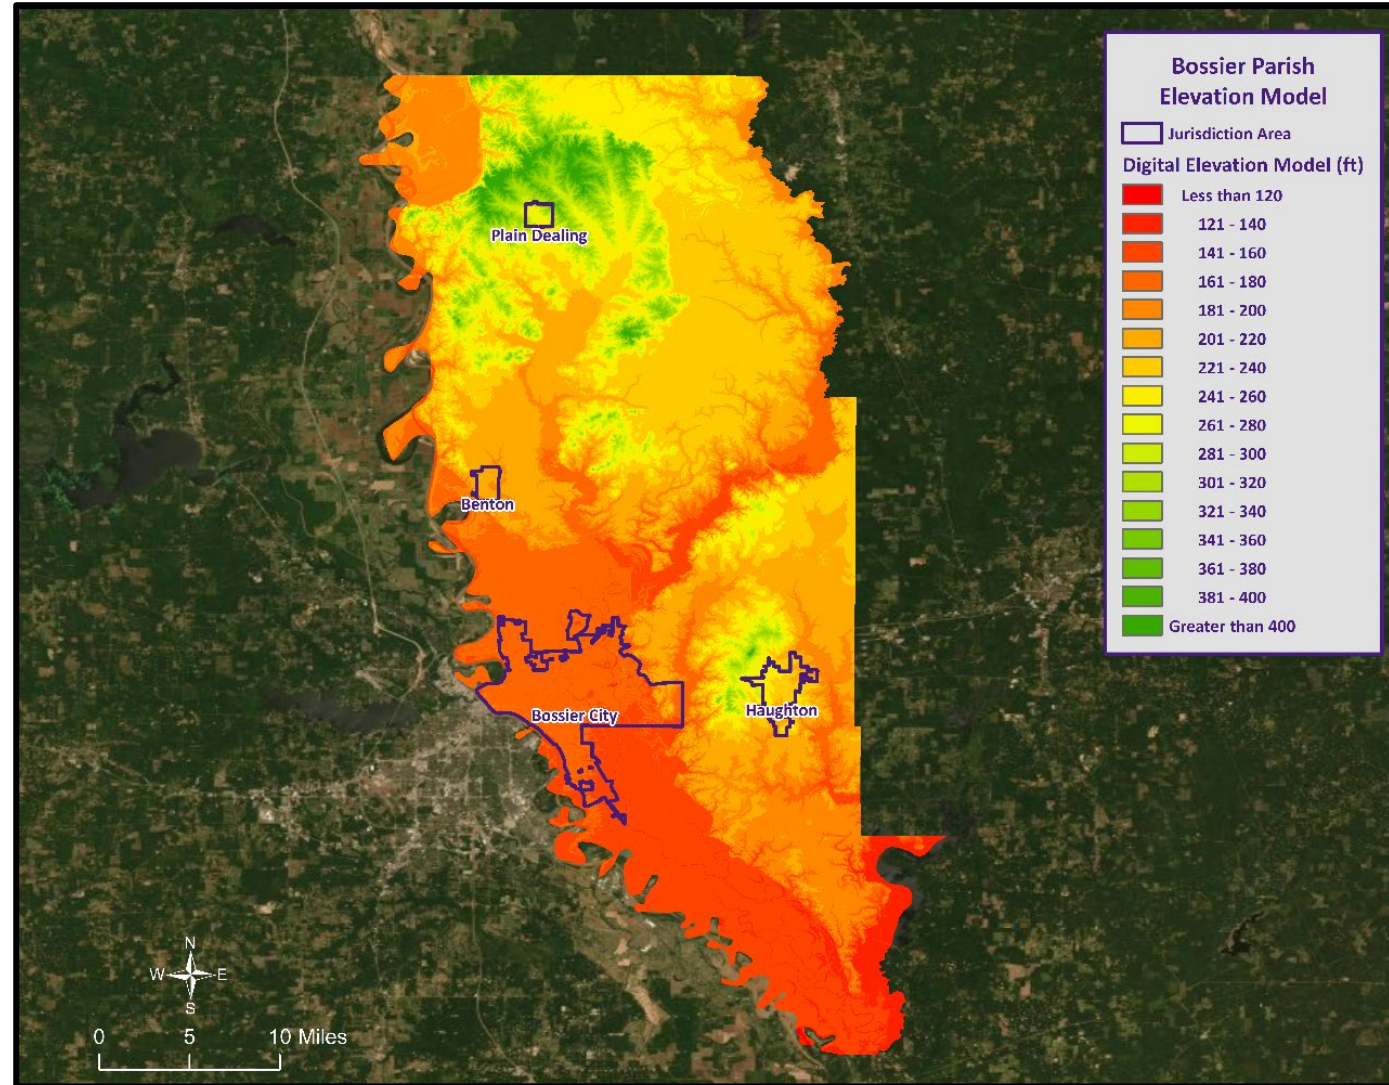 Bossier Parish
Elevation Model
Jurisdiction Area
Digital Elevation Model (ft)
Less than 120
121 - 140
141 - 160
161 - 180
181 - 200
201 - 220
221 - 240
241 - 260
261 - 280
281 - 300
301 - 320
321 - 340
341 - 360
361 - 380
381 - 400
Greater than 400
Plain Dealing
Benton
Bossier City
Haughton
N
W E
S
0 5 10 Miles